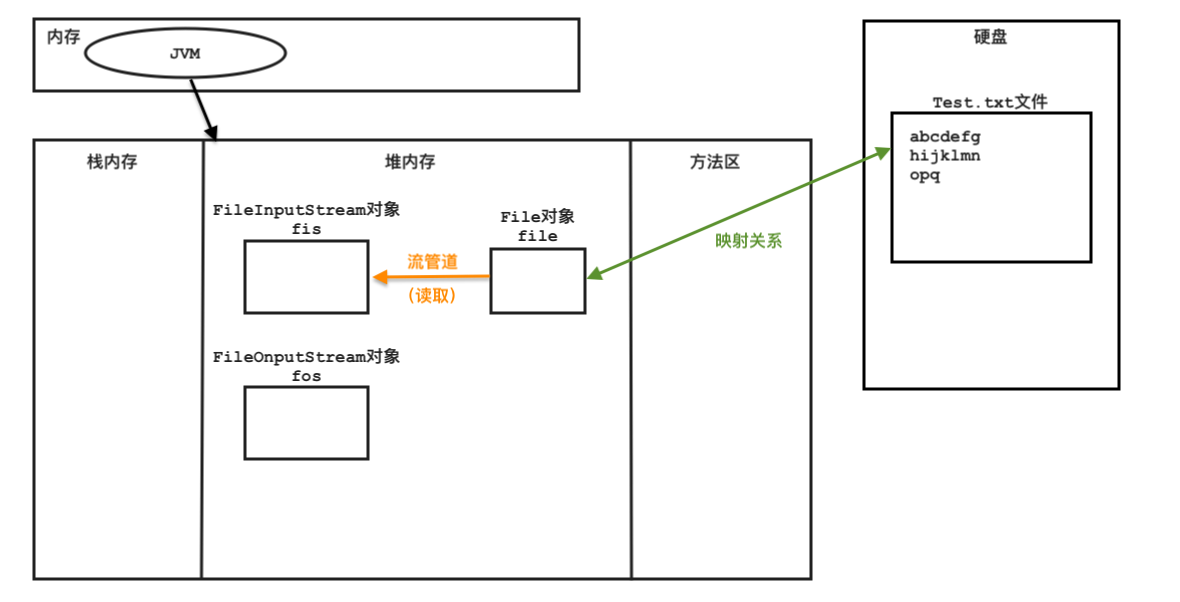 内存
JVM
硬盘
Test.txt文件
abcdefg
hijklmn
opq
栈内存
堆内存
方法区
FileInputStream对象
fis
File对象
file
流管道
(读取)
映射关系
FileOnputStream对象
fos